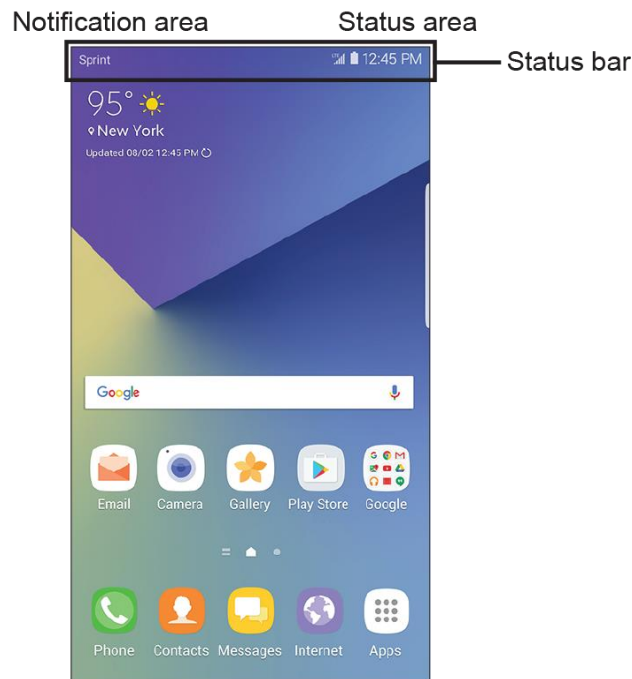 Notification area Status area
Sprint 12:45 PM
Status bar
95°
New York
Updated 08/02 12:45 PM
Google
Email Camera Gallery Play Store Google
Phone Contacts Messages Internet Apps